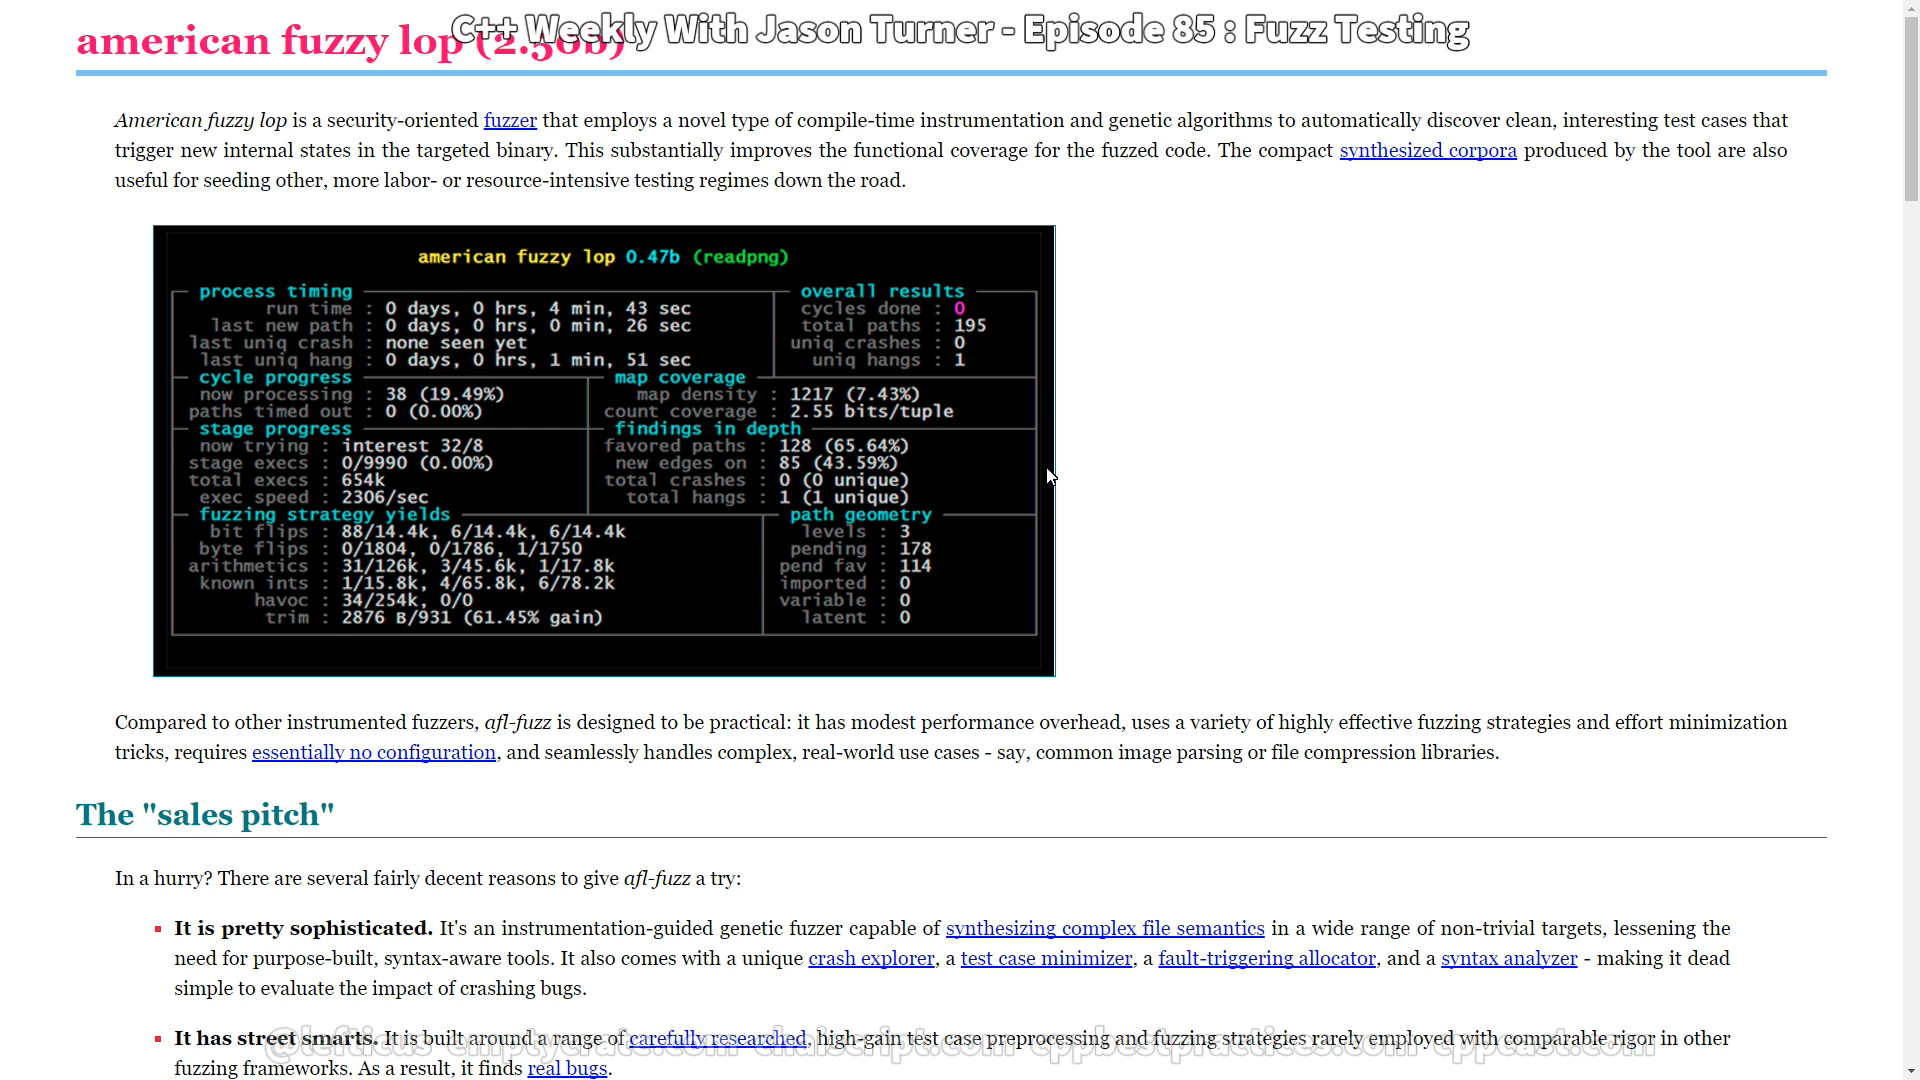 C++ Weekly With Jason Turner - Episode 85 : Fuzz Testing
american fuzzy lop (2.50b)
American fuzzy lop is a security-oriented fuzzer that employs a novel type of compile-time instrumentation and genetic algorithms to automatically discover clean, interesting test cases that
trigger new internal states in the targeted binary. This substantially improves the functional coverage for the fuzzed code. The compact synthesized corpora produced by the tool are also
useful for seeding other, more labor- or resource-intensive testing regimes down the road.
american fuzzy lop 0.47b (readpng)
process timing
run time : 0 days, 0 hrs, 4 min, 43 sec
last new path : 0 days, 0 hrs, 0 min, 26 sec
last uniq crash : none seen yet
last uniq hang : 0 days, 0 hrs, 1 min, 51 sec
overall results
cycles done : 0
total paths : 195
uniq crashes : 0
uniq hangs : 1
cycle progress
now processing : 38 (19.49%)
paths timed out : 0 (0.00%)
map coverage
map density : 1217 (7.43%)
count coverage : 2.55 bits/tuple
stage progress
now trying : interest 32/8
stage execs : 0/9990 (0.00%)
total execs : 654k
exec speed : 2306/sec
findings in depth
favored paths : 128 (65.64%)
new edges on : 85 (43.59%)
total crashes : 0 (0 unique)
total hangs : 1 (1 unique)
fuzzing strategy yields
bit flips : 88/14.4k, 6/14.4k, 6/14.4k
byte flips : 0/1804, 0/1786, 1/1750
arithmetics : 31/126k, 3/45.6k, 1/17.8k
known ints : 1/15.8k, 4/65.8k, 6/78.2k
havoc : 34/254k, 0/0
trim : 2876 B/931 (61.45% gain)
path geometry
levels : 3
pending : 178
pend fav : 114
imported : 0
variable : 0
latent : 0
Compared to other instrumented fuzzers, afl-fuzz is designed to be practical: it has modest performance overhead, uses a variety of highly effective fuzzing strategies and effort minimization
tricks, requires essentially no configuration, and seamlessly handles complex, real-world use cases - say, common image parsing or file compression libraries.
The "sales pitch"
In a hurry? There are several fairly decent reasons to give afl-fuzz a try:
It is pretty sophisticated. It's an instrumentation-guided genetic fuzzer capable of synthesizing complex file semantics in a wide range of non-trivial targets, lessening the
need for purpose-built, syntax-aware tools. It also comes with a unique crash explorer, a test case minimizer, a fault-triggering allocator, and a syntax analyzer - making it dead
simple to evaluate the impact of crashing bugs.
It has street smarts. It is built around a range of carefully researched, high-gain test case preprocessing and fuzzing strategies rarely employed with comparable rigor in other
@lefticus emptycrate.com chaiscript.com cppbestpractices.com cppcast.com
fuzzing frameworks. As a result, it finds real bugs.